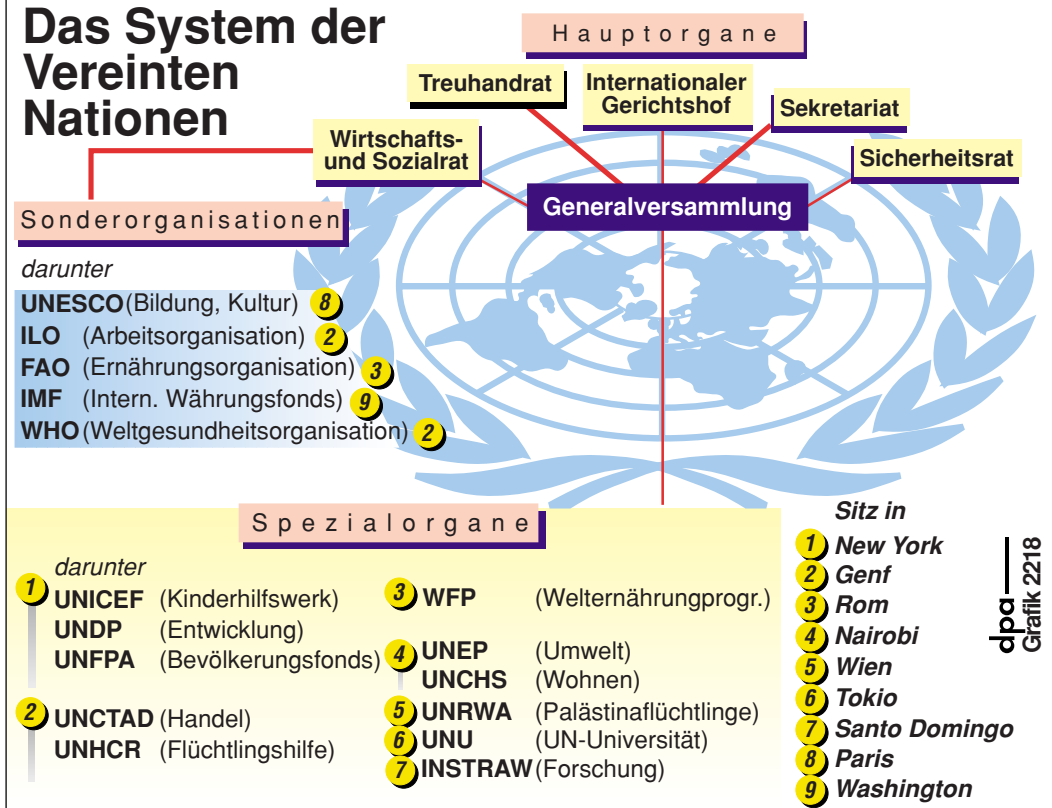 Das System der
Vereinten
Nationen
Hauptorgane
Treuhandrat
Internationaler
Gerichtshof
Sekretariat
Wirtschafts-
und Sozialrat
Sicherheitsrat
Generalversammlung
Sonderorganisationen
darunter
UNESCO (Bildung, Kultur) 8
ILO (Arbeitsorganisation) 2
FAO (Ernährungsorganisation) 3
IMF (Intern. Währungsfonds) 9
WHO (Weltgesundheitsorganisation) 2
Spezialorgane
darunter
1 UNICEF (Kinderhilfswerk)
UNDP (Entwicklung)
UNFPA (Bevölkerungsfonds)
2 UNCTAD (Handel)
UNHCR (Flüchtlingshilfe)
3 WFP (Welternährungprogr.)
4 UNEP (Umwelt)
UNCHS (Wohnen)
5 UNRWA (Palästinaflüchtlinge)
6 UNU (UN-Universität)
7 INSTRAW (Forschung)
Sitz in
1 New York
2 Genf
3 Rom
4 Nairobi
5 Wien
6 Tokio
7 Santo Domingo
8 Paris
9 Washington
dpa
Grafik 2218